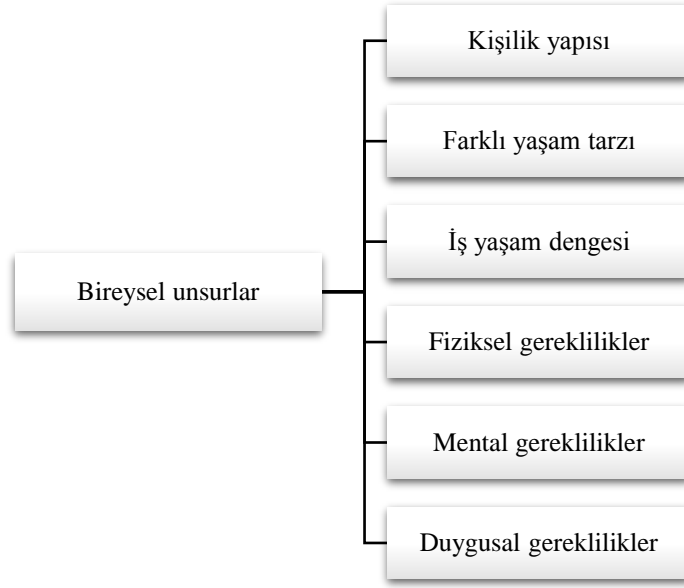 Kişilik yapısı
Farklı yaşam tarzı
İş yaşam dengesi
Bireysel unsurlar
Fiziksel gereklilikler
Mental gereklilikler
Duygusal gereklilikler